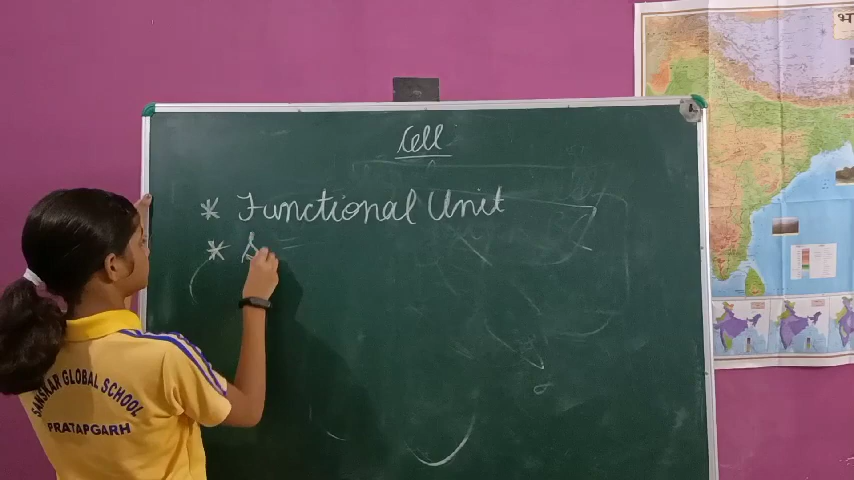 Cell
* Functional Unit
* S
SANSKAR GLOBAL SCHOOL
PRATAPGARH